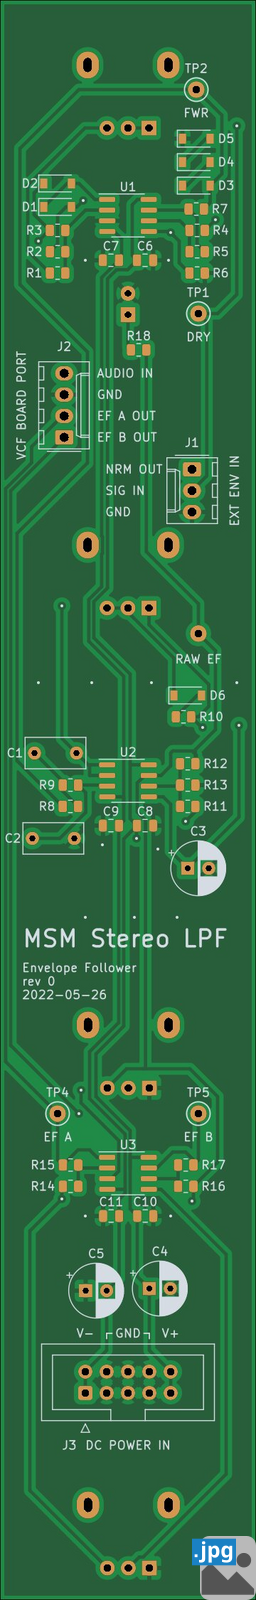 TP2
FWR
D5
D4
D2
D3
D1
U1
R7
R3
R4
R2
C7
C6
R5
R1
R6
TP1
R18
DRY
J2
VCF BOARD PORT
AUDIO IN
GND
EF A OUT
EF B OUT
J1
NRM OUT
SIG IN
GND
EXT ENV IN
RAW EF
D6
R10
C1
U2
R12
R9
R13
R8
R11
C9
C8
C2
C3
+
MSM Stereo LPF
Envelope Follower
rev 0
2022-05-26
TP4
TP5
EF A
EF B
U3
R15
R17
R14
R16
C11
C10
C5
C4
+
+
V- GND V+
J3 DC POWER IN
.jpg